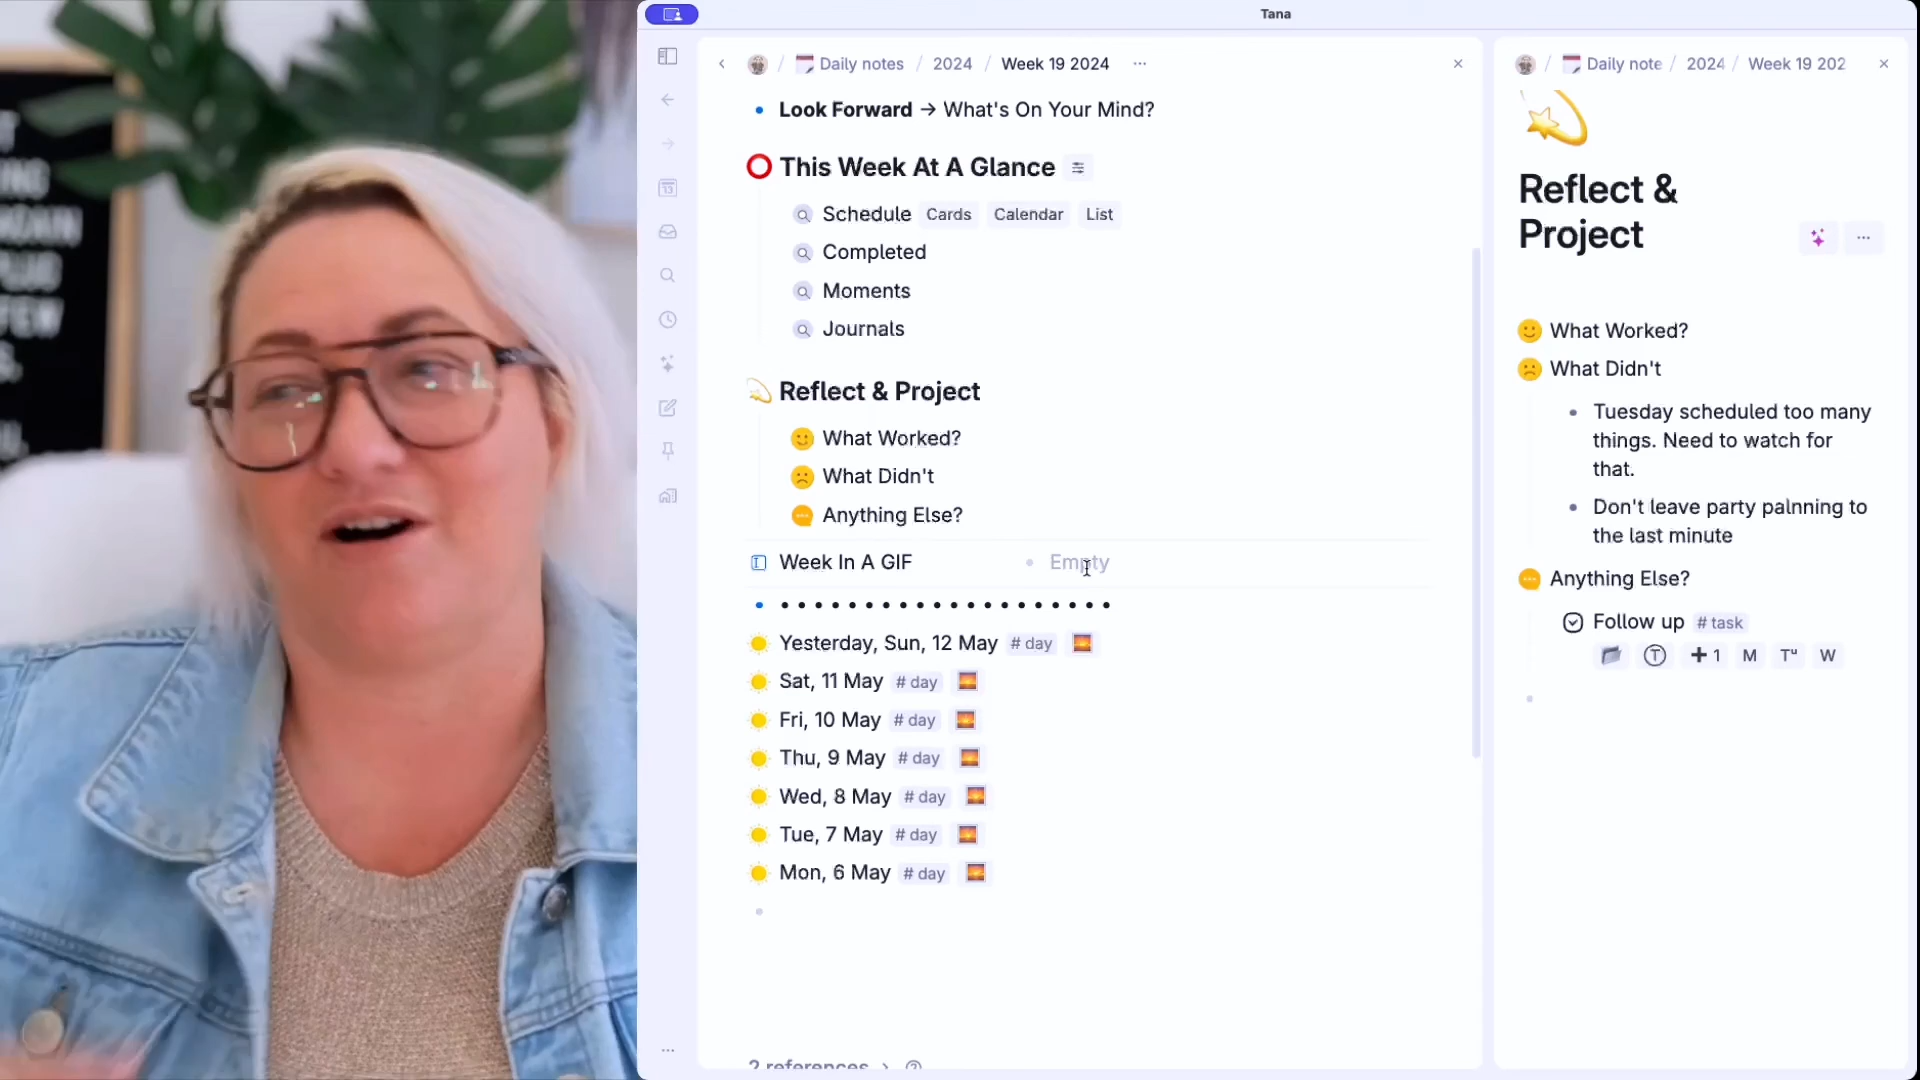 Tana
Daily notes / 2024 / Week 19 2024 ...
Look Forward → What's On Your Mind?
This Week At A Glance
Schedule Cards Calendar List
Completed
Moments
Journals
Reflect & Project
What Worked?
What Didn't
Anything Else?
Week In A GIF Empty
Yesterday, Sun, 12 May # day
Sat, 11 May # day
Fri, 10 May # day
Thu, 9 May # day
Wed, 8 May # day
Tue, 7 May # day
Mon, 6 May # day
2 references
Daily note / 2024 / Week 19 202
Reflect &
Project
What Worked?
What Didn't
Tuesday scheduled too many
things. Need to watch for
that.
Don't leave party palnning to
the last minute
Anything Else?
Follow up # task
T + 1 M Tᵘ W
13